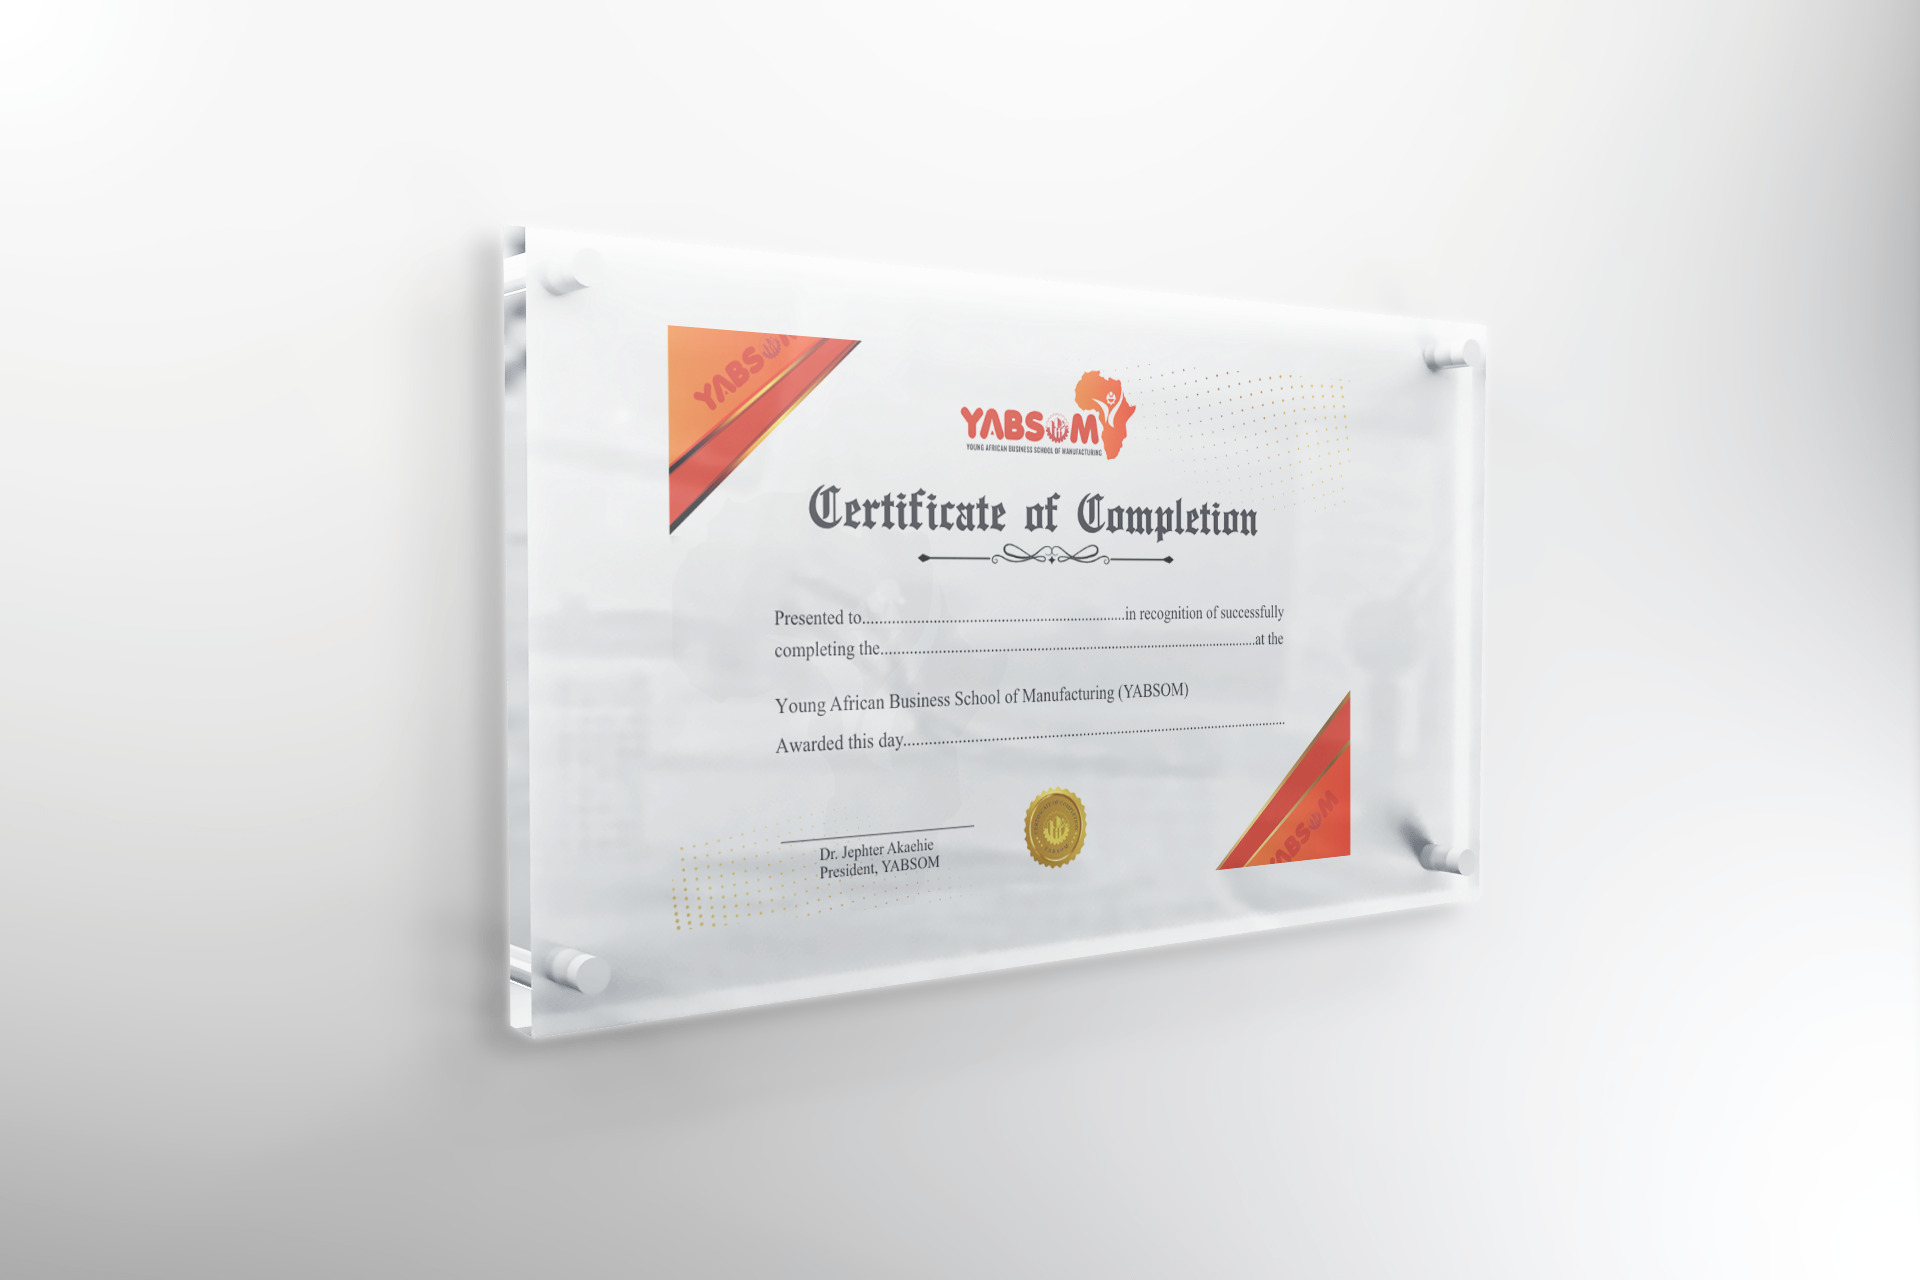 YABSOM
YABSOM
YOUNG AFRICAN BUSINESS SCHOOL OF MANUFACTURING
Certificate of Completion
Presented to..............................................................in recognition of successfully
completing the.........................................................................................at the
Young African Business School of Manufacturing (YABSOM)
Awarded this day..........................................................................................
Dr. Jephter Akaehie
President, YABSOM
YABSOM